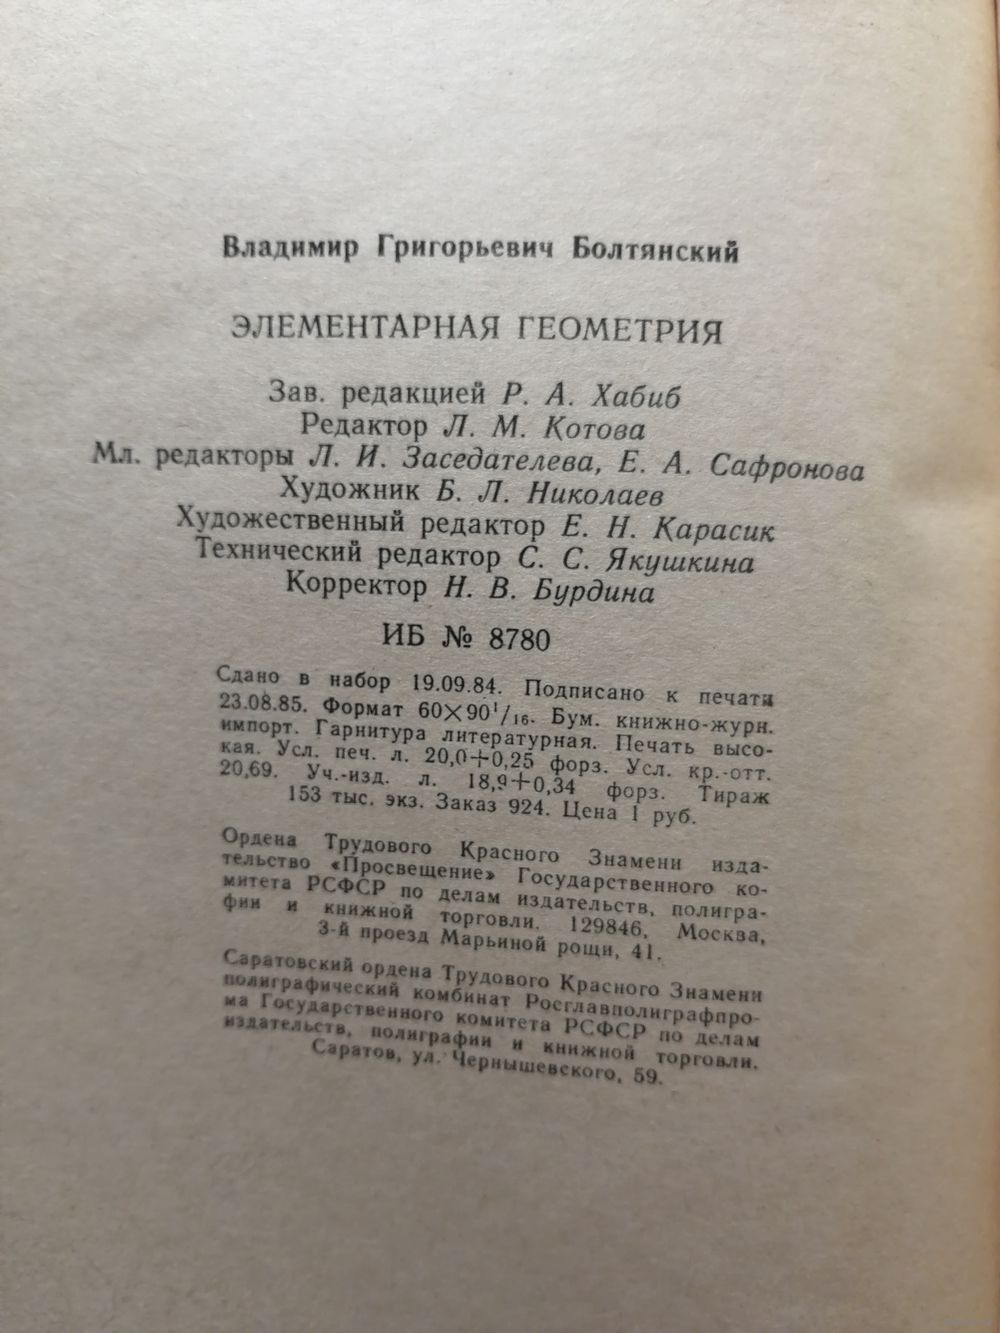 Владимир Григорьевич Болтянский
ЭЛЕМЕНТАРНАЯ ГЕОМЕТРИЯ
Зав. редакцией Р. А. Хабиб
Редактор Л. М. Котова
Мл. редакторы Л. И. Заседателева, Е. А. Сафронова
Художник Б. Л. Николаев
Художественный редактор Е. Н. Карасик
Технический редактор С. С. Якушкина
Корректор Н. В. Бурдина
ИБ № 8780
Сдано в набор 19.09.84. Подписано к печати
23.08.85. Формат 60×90¹/₁₆. Бум. книжно-журн.
импорт. Гарнитура литературная. Печать высо-
кая. Усл. печ. л. 20,0+0,25 форз. Усл. кр.-отт.
20,69. Уч.-изд. л. 18,9+0,34 форз. Тираж
153 тыс. экз. Заказ 924. Цена 1 руб.
Ордена Трудового Красного Знамени изда-
тельство «Просвещение» Государственного ко-
митета РСФСР по делам издательств, полигра-
фии и книжной торговли. 129846, Москва,
3-й проезд Марьиной рощи, 41.
Саратовский ордена Трудового Красного Знамени
полиграфический комбинат Росглавполиграфпро-
ма Государственного комитета РСФСР по делам
издательств, полиграфии и книжной торговли.
Саратов, ул. Чернышевского, 59.